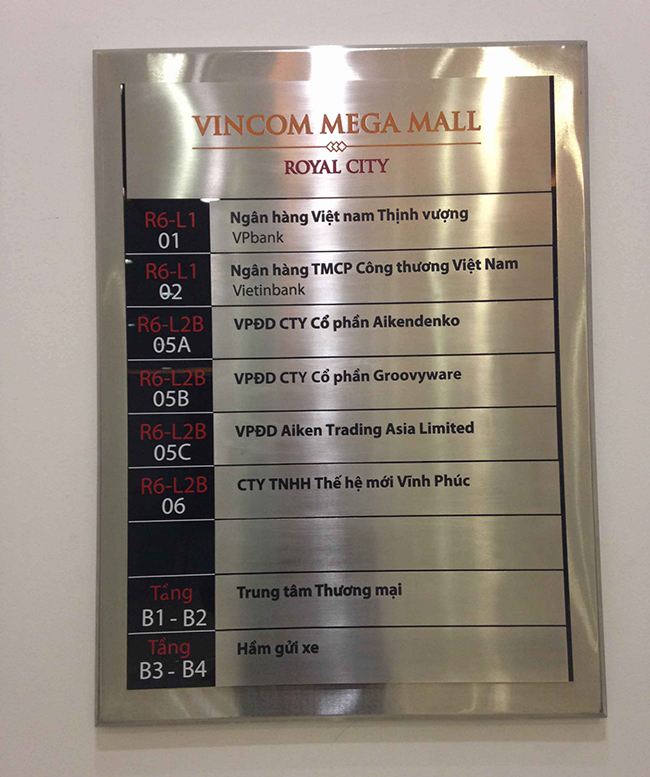 VINCOM MEGA MALL
ROYAL CITY
R6-L1
01
Ngân hàng Việt nam Thịnh vượng
VPbank
R6-L1
02
Ngân hàng TMCP Công thương Việt Nam
Vietinbank
R6-L2B
05A
VPĐD CTY Cổ phần Aikendenko
R6-L2B
05B
VPĐD CTY Cổ phần Groovyware
R6-L2B
05C
VPĐD Aiken Trading Asia Limited
R6-L2B
06
CTY TNHH Thế hệ mới Vĩnh Phúc
Tầng
B1 - B2
Trung tâm Thương mại
Tầng
B3 - B4
Hầm gửi xe